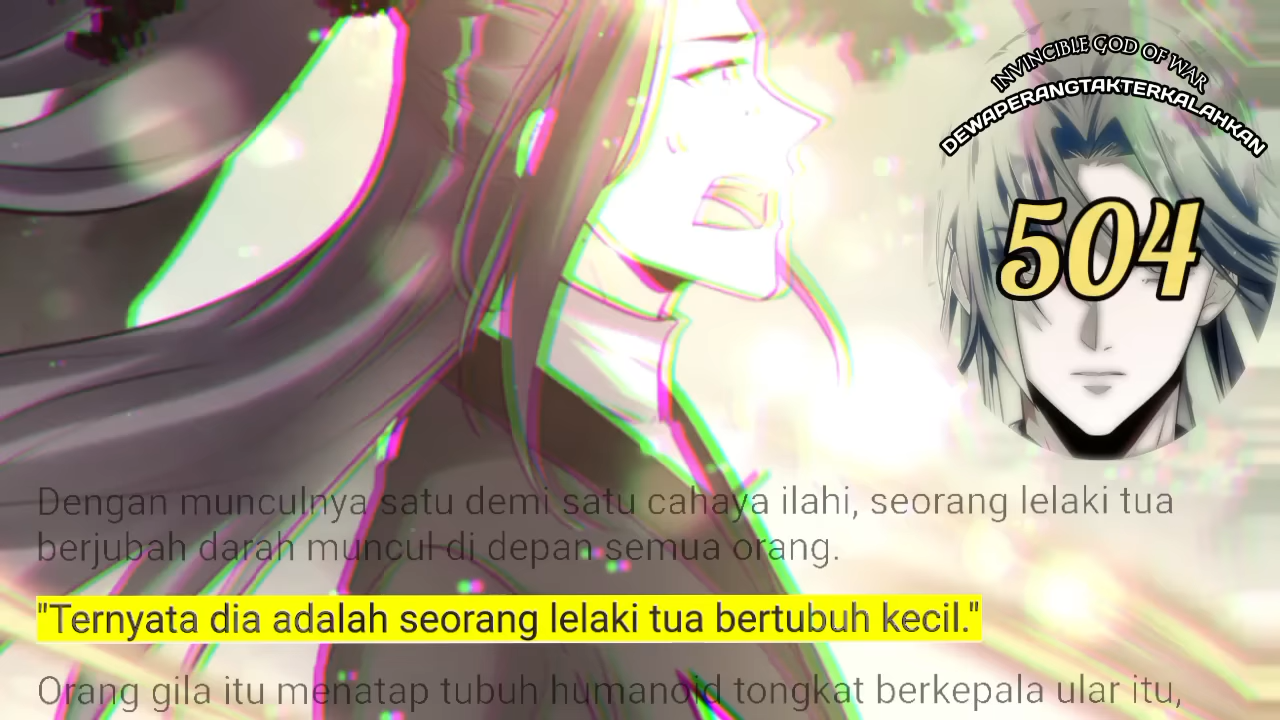 INVINCIBLE GOD OF WAR
DEWAPERANGTAKTERKALAHKAN
504
Dengan munculnya satu demi satu cahaya ilahi, seorang lelaki tua
berjubah darah muncul di depan semua orang.
"Ternyata dia adalah seorang lelaki tua bertubuh kecil."
Orang gila itu menatap tubuh humanoid tongkat berkepala ular itu,